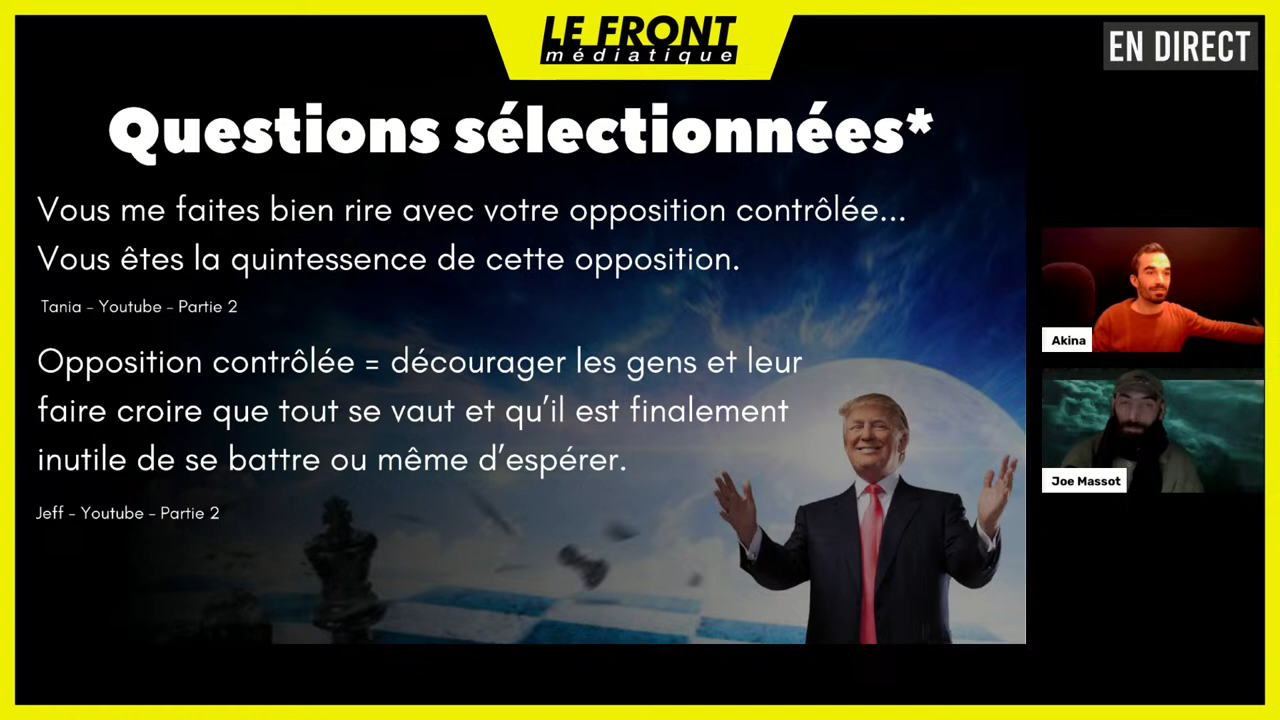 LE FRONT
médiatique
EN DIRECT
Questions sélectionnées*
Vous me faites bien rire avec votre opposition contrôlée...
Vous êtes la quintessence de cette opposition.
Tania - Youtube - Partie 2
Opposition contrôlée = décourager les gens et leur
faire croire que tout se vaut et qu'il est finalement
inutile de se battre ou même d'espérer.
Jeff - Youtube - Partie 2
Akina
Joe Massot